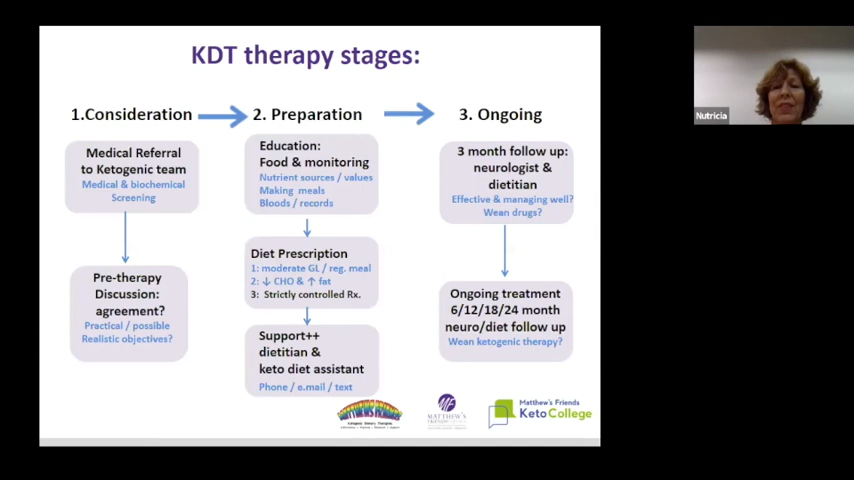 KDT therapy stages:
1.Consideration
2. Preparation
3. Ongoing
Medical Referral
to Ketogenic team
Medical & biochemical
Screening
Pre-therapy
Discussion:
agreement?
Practical / possible
Realistic objectives?
Education:
Food & monitoring
Nutrient sources / values
Making meals
Bloods / records
Diet Prescription
1: moderate GL / reg. meal
2: ↓ CHO & ↑ fat
3: Strictly controlled Rx.
Support++
dietitian &
keto diet assistant
Phone / e.mail / text
3 month follow up:
neurologist &
dietitian
Effective & managing well?
Wean drugs?
Ongoing treatment
6/12/18/24 month
neuro/diet follow up
Wean ketogenic therapy?
MATTHEW'S FRIENDS
MATTHEW'S
Matthew's Friends
KetoCollege
Nutricia